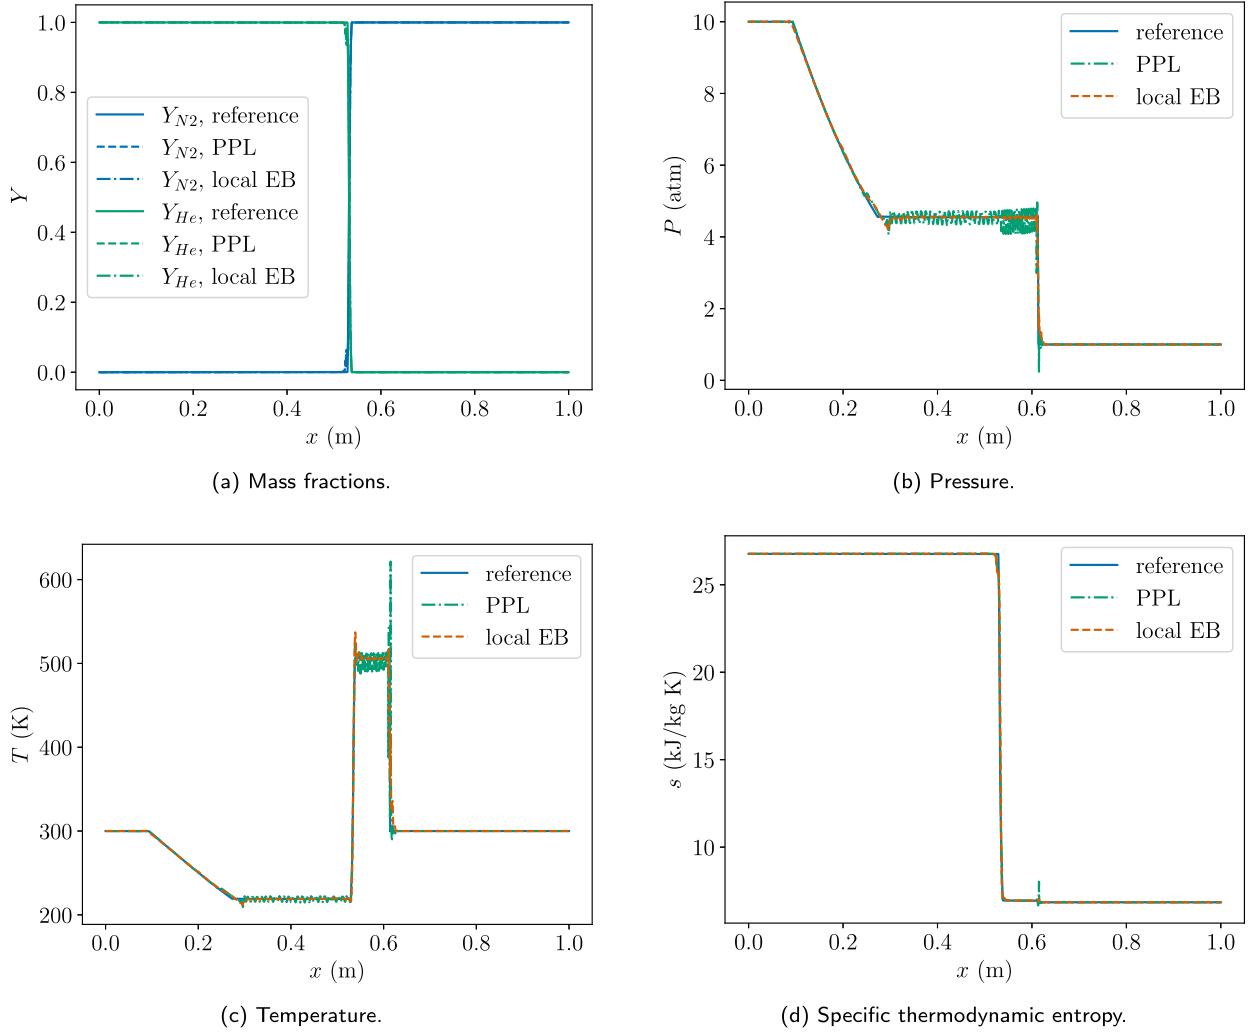 1.0
0.8
0.6
0.4
0.2
0.0
Y
Y_{N2}, reference
Y_{N2}, PPL
Y_{N2}, local EB
Y_{He}, reference
Y_{He}, PPL
Y_{He}, local EB
0.0 0.2 0.4 0.6 0.8 1.0
x (m)
(a) Mass fractions.
10
8
6
4
2
0
P (atm)
reference
PPL
local EB
0.0 0.2 0.4 0.6 0.8 1.0
x (m)
(b) Pressure.
600
500
400
300
200
T (K)
reference
PPL
local EB
0.0 0.2 0.4 0.6 0.8 1.0
x (m)
(c) Temperature.
25
20
15
10
s (kJ/kg K)
reference
PPL
local EB
0.0 0.2 0.4 0.6 0.8 1.0
x (m)
(d) Specific thermodynamic entropy.